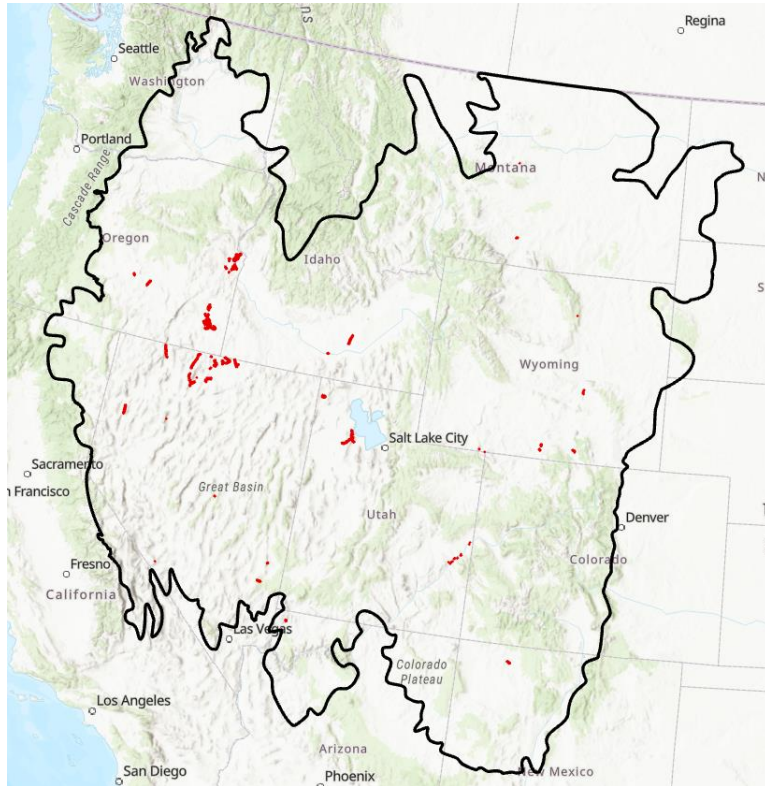 ns
Regina
Seattle
Washington
Portland
Cascade Range
Montana
N
Oregon
Idaho
S
Wyoming
Salt Lake City
Sacramento
n Francisco
Great Basin
Utah
Denver
Colorado
Fresno
California
Las Vegas
Colorado
Plateau
Los Angeles
Arizona
San Diego
Phoenix
New Mexico